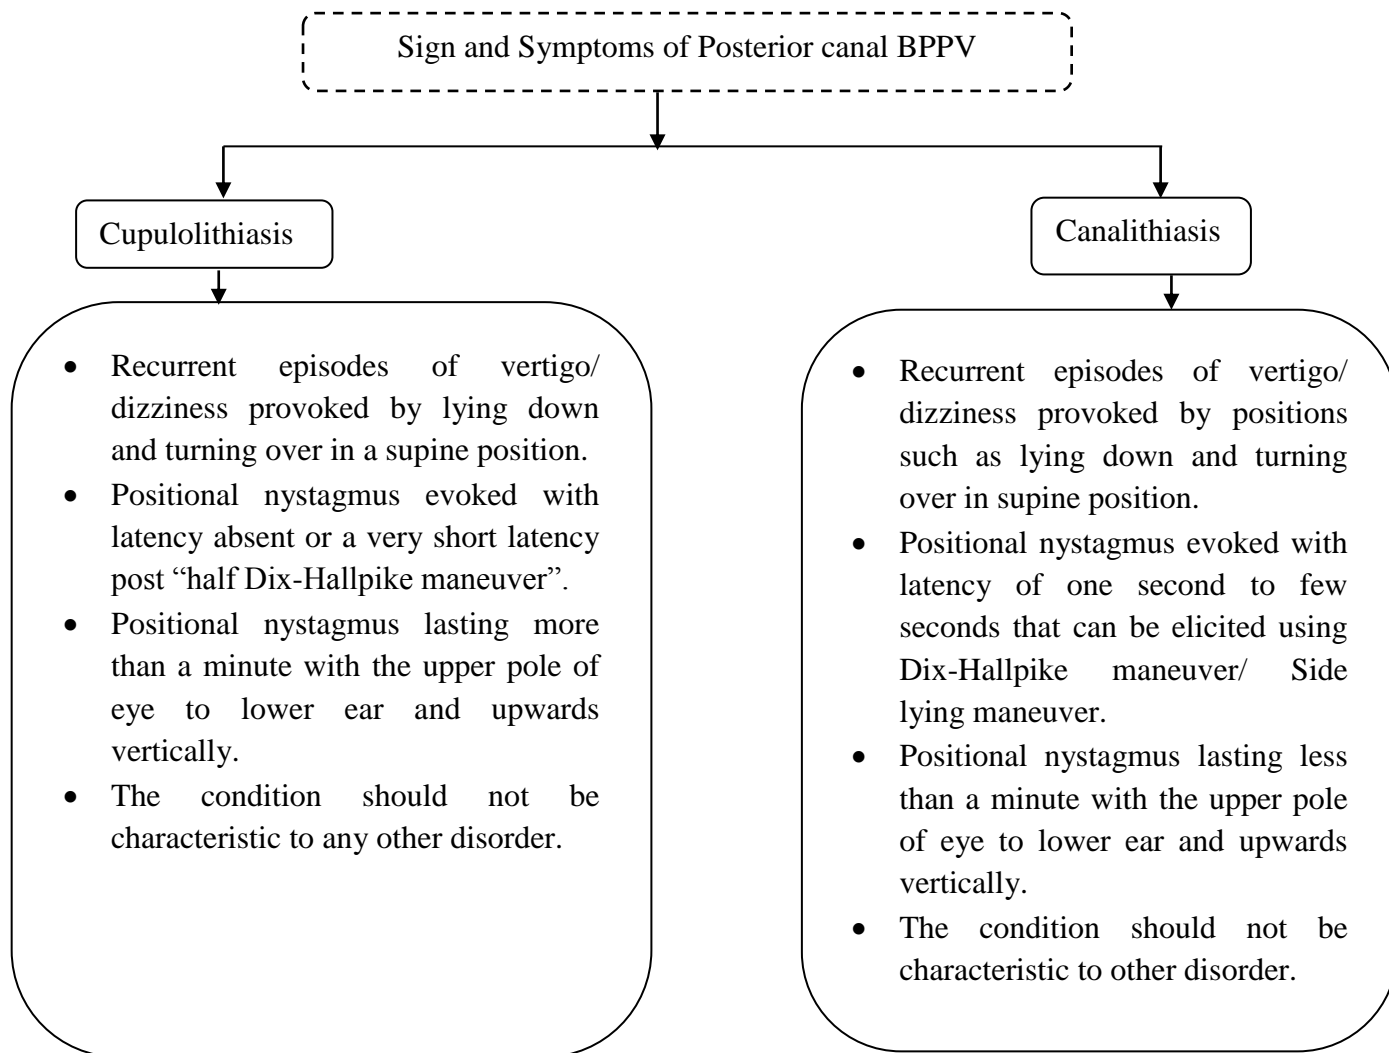 Sign and Symptoms of Posterior canal BPPV
Cupulolithiasis
Canalithiasis
• Recurrent episodes of vertigo/
dizziness provoked by lying down
and turning over in a supine position.
• Positional nystagmus evoked with
latency absent or a very short latency
post “half Dix-Hallpike maneuver”.
• Positional nystagmus lasting more
than a minute with the upper pole of
eye to lower ear and upwards
vertically.
• The condition should not be
characteristic to any other disorder.
• Recurrent episodes of vertigo/
dizziness provoked by positions
such as lying down and turning
over in supine position.
• Positional nystagmus evoked with
latency of one second to few
seconds that can be elicited using
Dix-Hallpike maneuver/ Side
lying maneuver.
• Positional nystagmus lasting less
than a minute with the upper pole
of eye to lower ear and upwards
vertically.
• The condition should not be
characteristic to other disorder.